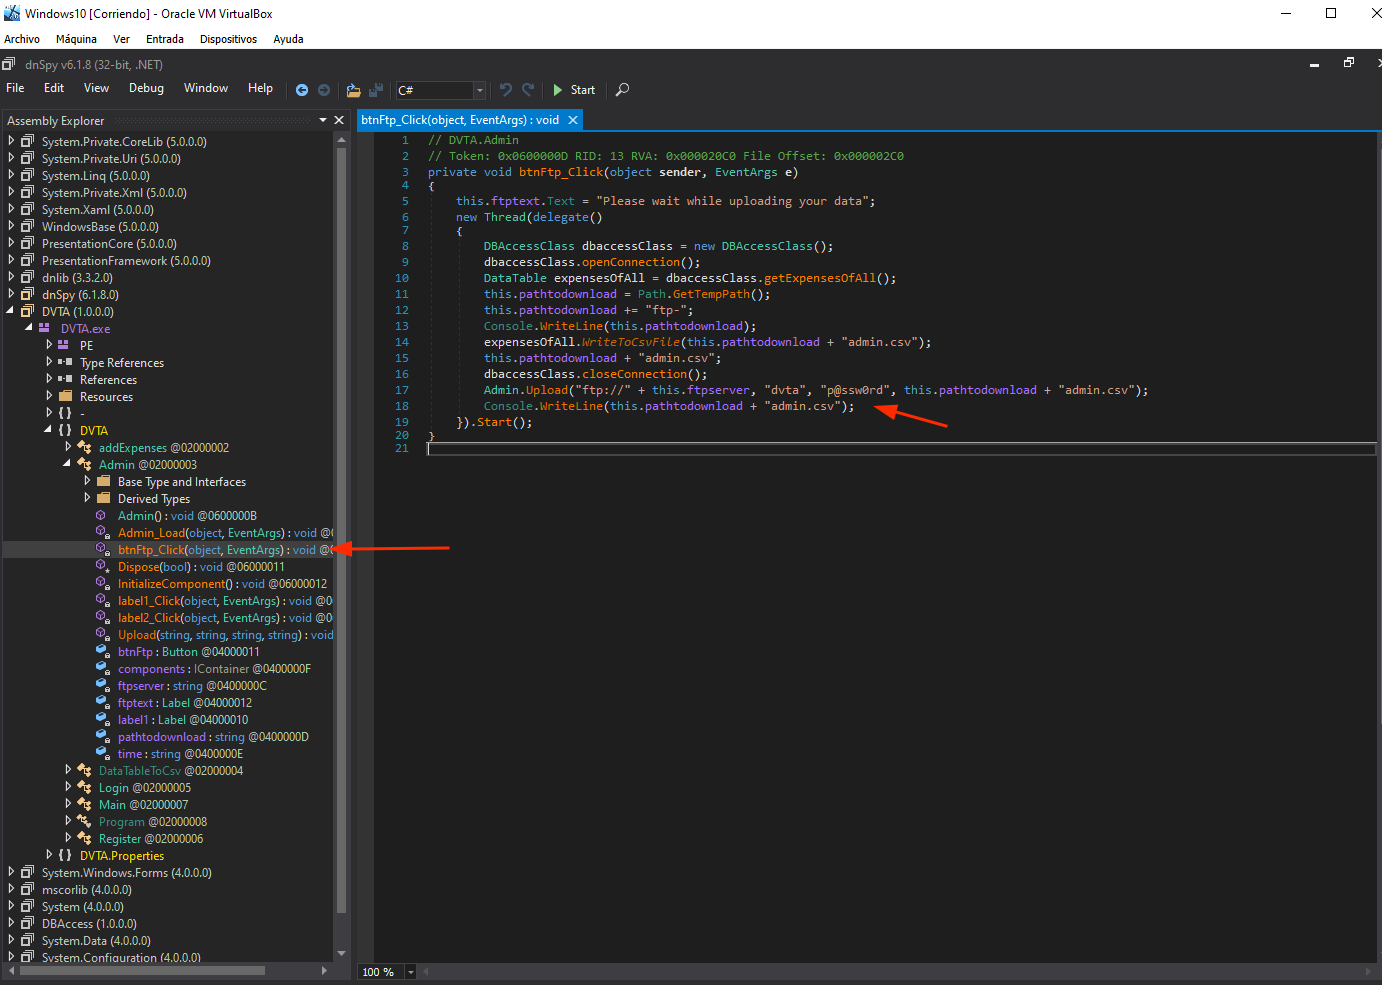 Windows10 [Corriendo] - Oracle VM VirtualBox
Archivo Máquina Ver Entrada Dispositivos Ayuda
dnSpy v6.1.8 (32-bit, .NET)
File Edit View Debug Window Help C# Start
Assembly Explorer
System.Private.CoreLib (5.0.0.0)
System.Private.Uri (5.0.0.0)
System.Linq (5.0.0.0)
System.Private.Xml (5.0.0.0)
System.Xaml (5.0.0.0)
WindowsBase (5.0.0.0)
PresentationCore (5.0.0.0)
PresentationFramework (5.0.0.0)
dnlib (3.3.2.0)
dnSpy (6.1.8.0)
DVTA (1.0.0.0)
DVTA.exe
PE
Type References
References
Resources
{ } -
{ } DVTA
addExpenses @02000002
Admin @02000003
Base Type and Interfaces
Derived Types
Admin() : void @0600000B
Admin_Load(object, EventArgs) : void @0
btnFtp_Click(object, EventArgs) : void @0
Dispose(bool) : void @06000011
InitializeComponent() : void @06000012
label1_Click(object, EventArgs) : void @0
label2_Click(object, EventArgs) : void @0
Upload(string, string, string, string) : void
btnFtp : Button @04000011
components : IContainer @0400000F
ftpserver : string @0400000C
ftptext : Label @04000012
label1 : Label @04000010
pathtodownload : string @0400000D
time : string @0400000E
DataTableToCsv @02000004
Login @02000005
Main @02000007
Program @02000008
Register @02000006
{ } DVTA.Properties
System.Windows.Forms (4.0.0.0)
mscorlib (4.0.0.0)
System (4.0.0.0)
DBAccess (1.0.0.0)
System.Data (4.0.0.0)
System.Configuration (4.0.0.0)
btnFtp_Click(object, EventArgs) : void
1 // DVTA.Admin
2 // Token: 0x0600000D RID: 13 RVA: 0x000020C0 File Offset: 0x000002C0
3 private void btnFtp_Click(object sender, EventArgs e)
4 {
5 this.ftptext.Text = "Please wait while uploading your data";
6 new Thread(delegate()
7 {
8 DBAccessClass dbaccessClass = new DBAccessClass();
9 dbaccessClass.openConnection();
10 DataTable expensesOfAll = dbaccessClass.getExpensesOfAll();
11 this.pathtodownload = Path.GetTempPath();
12 this.pathtodownload += "ftp-";
13 Console.WriteLine(this.pathtodownload);
14 expensesOfAll.WriteToCsvFile(this.pathtodownload + "admin.csv");
15 this.pathtodownload + "admin.csv";
16 dbaccessClass.closeConnection();
17 Admin.Upload("ftp://" + this.ftpserver, "dvta", "p@ssw0rd", this.pathtodownload + "admin.csv");
18 Console.WriteLine(this.pathtodownload + "admin.csv");
19 }).Start();
20 }
21
100 %